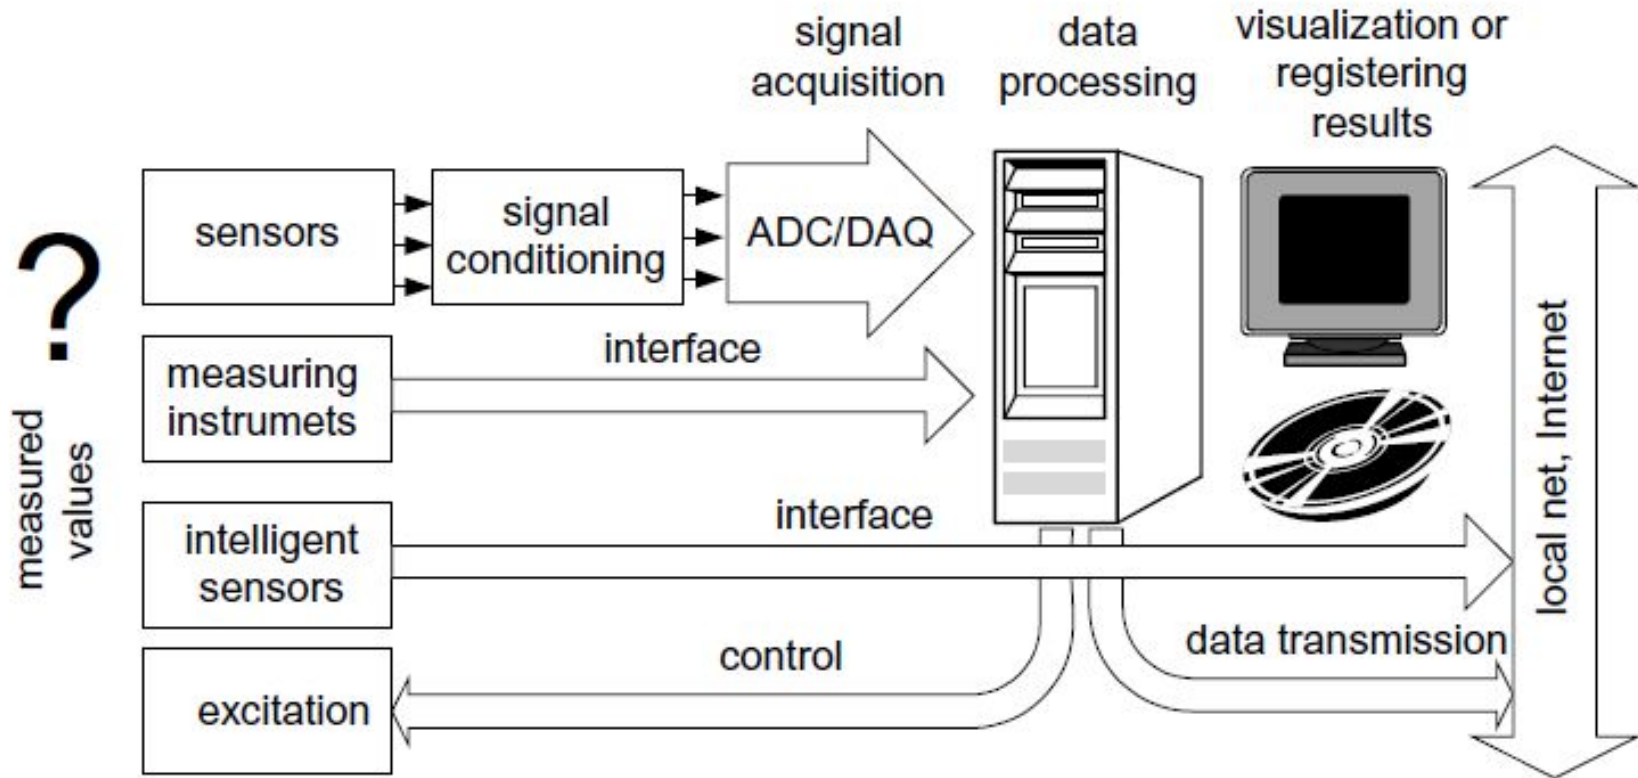 signal
acquisition
data
processing
visualization or
registering
results
?
measured
values
sensors
signal
conditioning
ADC/DAQ
measuring
instrumets
interface
intelligent
sensors
interface
excitation
control
data transmission
local net, Internet